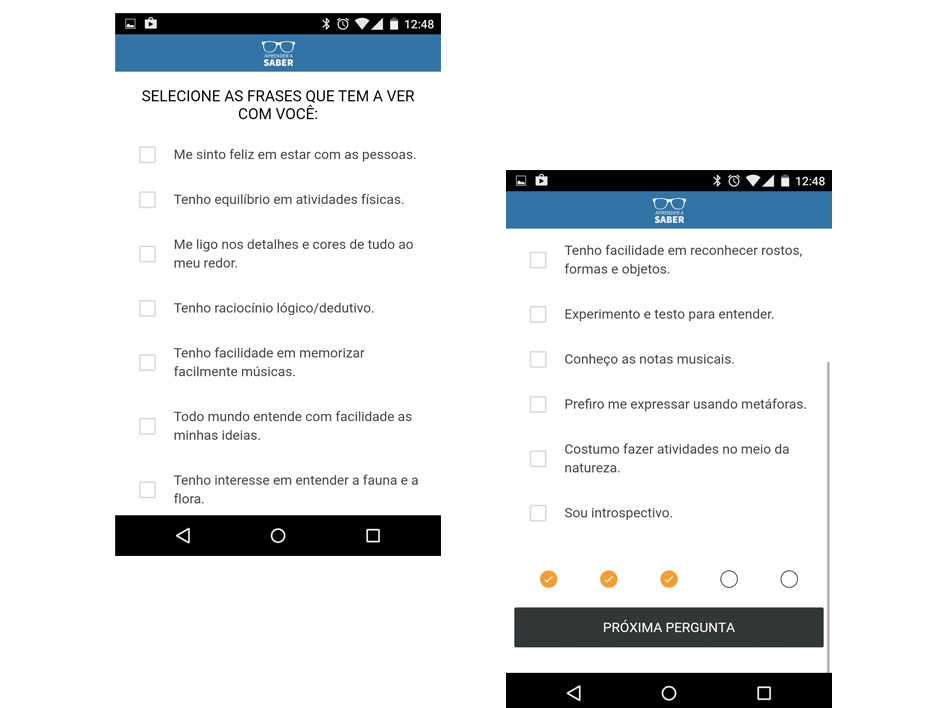 12:48
APRENDER A
SABER
SELECIONE AS FRASES QUE TEM A VER
COM VOCÊ:
Me sinto feliz em estar com as pessoas.
Tenho equilíbrio em atividades físicas.
Me ligo nos detalhes e cores de tudo ao
meu redor.
Tenho raciocínio lógico/dedutivo.
Tenho facilidade em memorizar
facilmente músicas.
Todo mundo entende com facilidade as
minhas ideias.
Tenho interesse em entender a fauna e a
flora.
12:48
APRENDER A
SABER
Tenho facilidade em reconhecer rostos,
formas e objetos.
Experimento e testo para entender.
Conheço as notas musicais.
Prefiro me expressar usando metáforas.
Costumo fazer atividades no meio da
natureza.
Sou introspectivo.
PRÓXIMA PERGUNTA